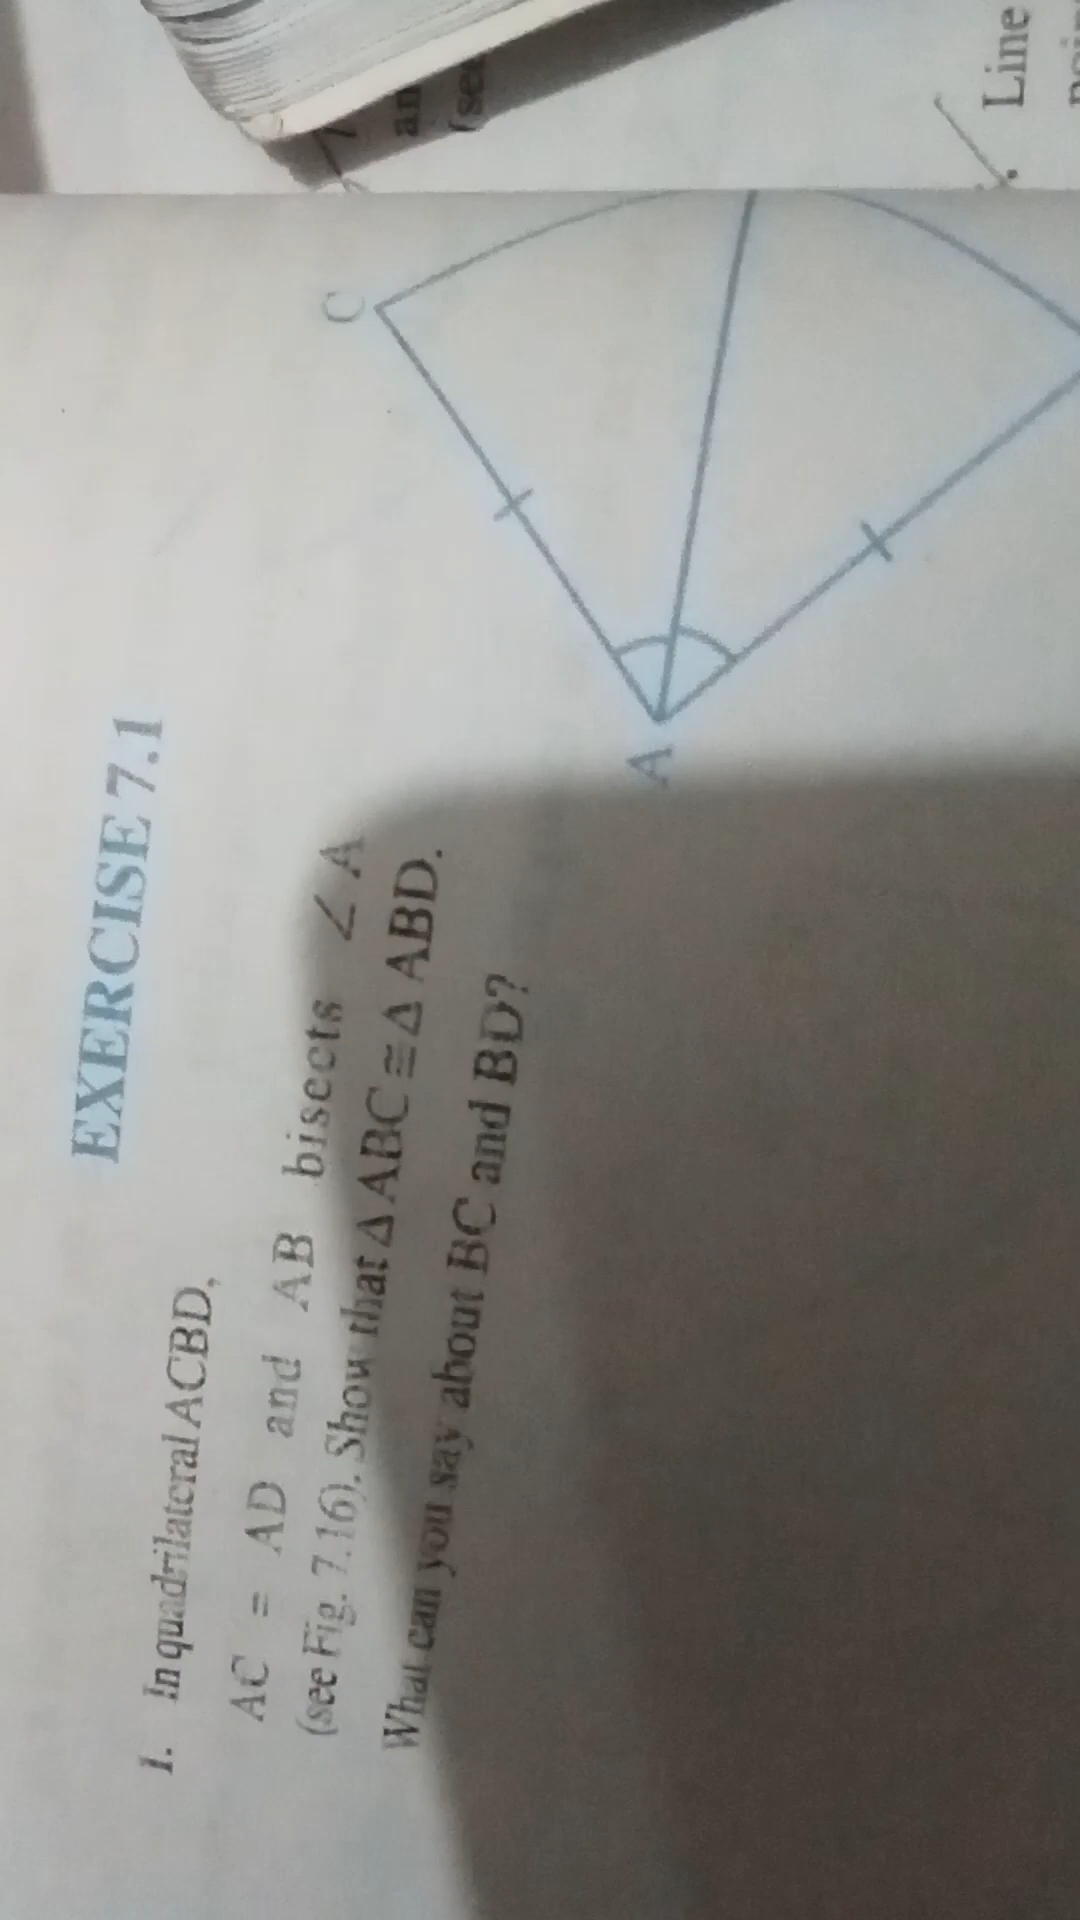 EXERCISE 7.1
1. In quadrilateral ACBD,
AC = AD and AB bisects ∠A
(see Fig. 7.16). Show that Δ ABC ≅ Δ ABD.
What can you say about BC and BD?
C
A
Line